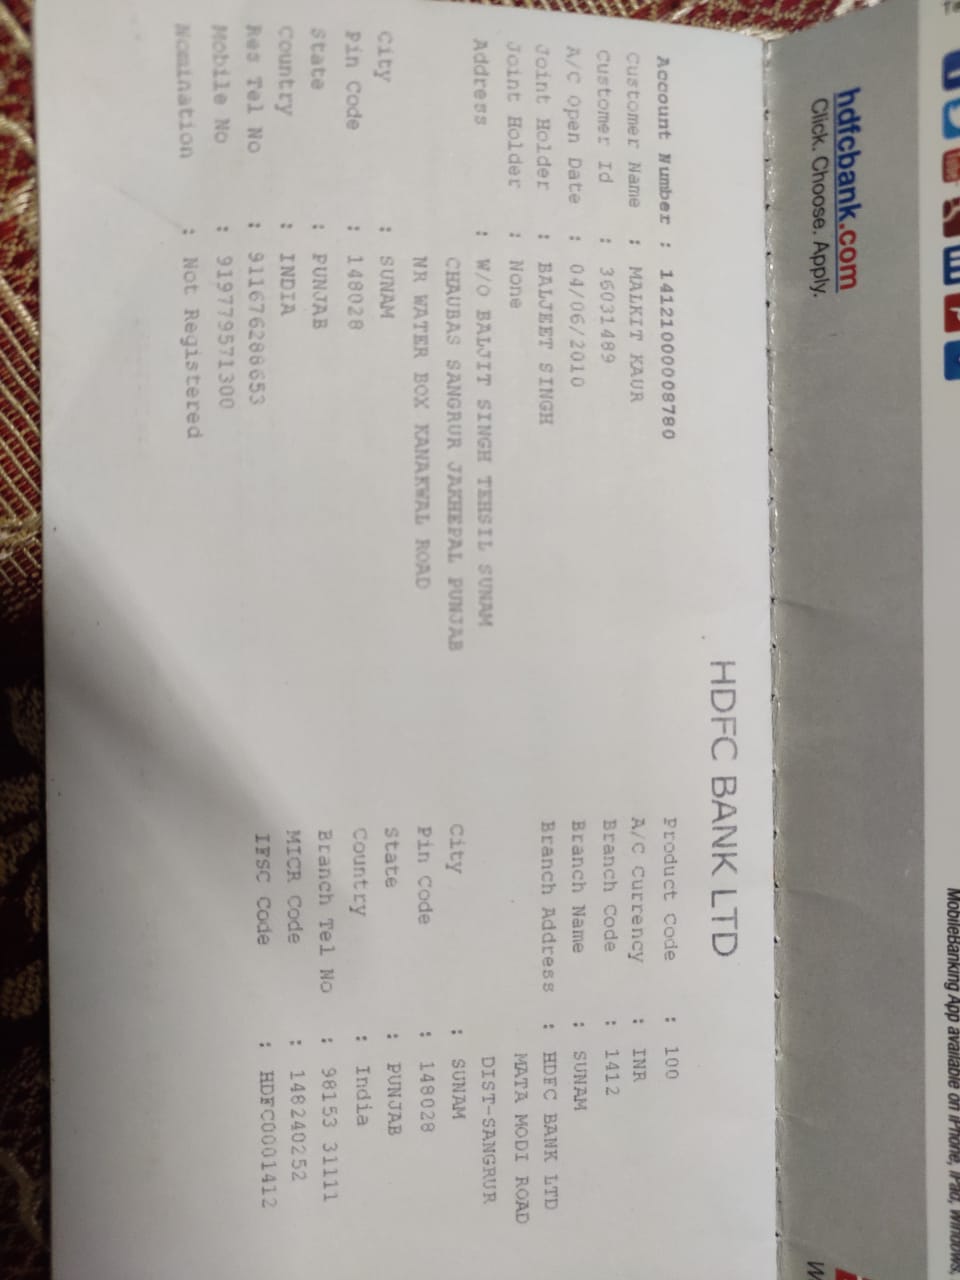 hdfcbank.com
Click. Choose. Apply.
MobileBanking App available on iPhone, iPad, Windows,
HDFC BANK LTD
Account Number : 14121000008780
Customer Name : MALKIT KAUR
Customer Id : 36031489
A/C Open Date : 04/06/2010
Joint Holder : BALJEET SINGH
Joint Holder : None
Address : W/O BALJIT SINGH TEHSIL SUNAM
CHAUBAS SANGRUR JAKHEPAL PUNJAB
NR WATER BOX KANAKWAL ROAD
City : SUNAM
Pin Code : 148028
State : PUNJAB
Country : INDIA
Res Tel No : 911676288653
Mobile No : 919779571300
Nomination : Not Registered
Product Code : 100
A/C Currency : INR
Branch Code : 1412
Branch Name : SUNAM
Branch Address : HDFC BANK LTD
MATA MODI ROAD
DIST-SANGRUR
City : SUNAM
Pin Code : 148028
State : PUNJAB
Country : India
Branch Tel No : 98153 31111
MICR Code : 148240252
IFSC Code : HDFC0001412